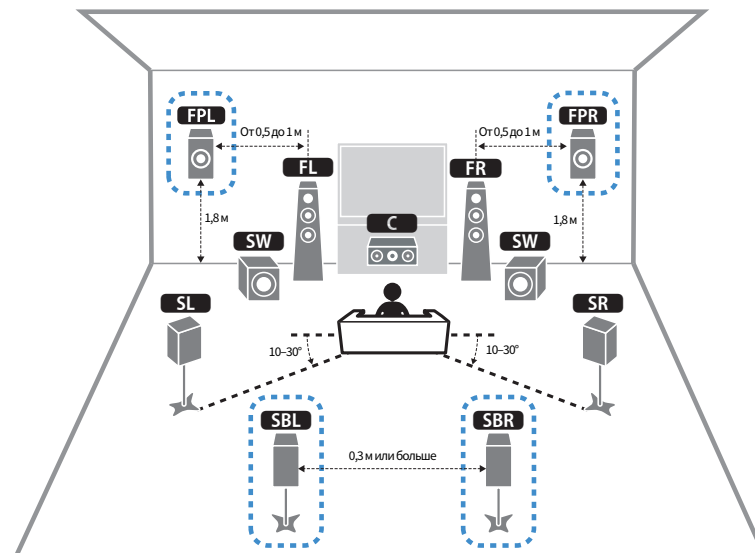 FPL
FPR
От 0,5 до 1 м
От 0,5 до 1 м
FL
FR
1,8 м
C
1,8 м
SW
SW
SL
SR
10–30°
10–30°
SBL
SBR
0,3 м или больше